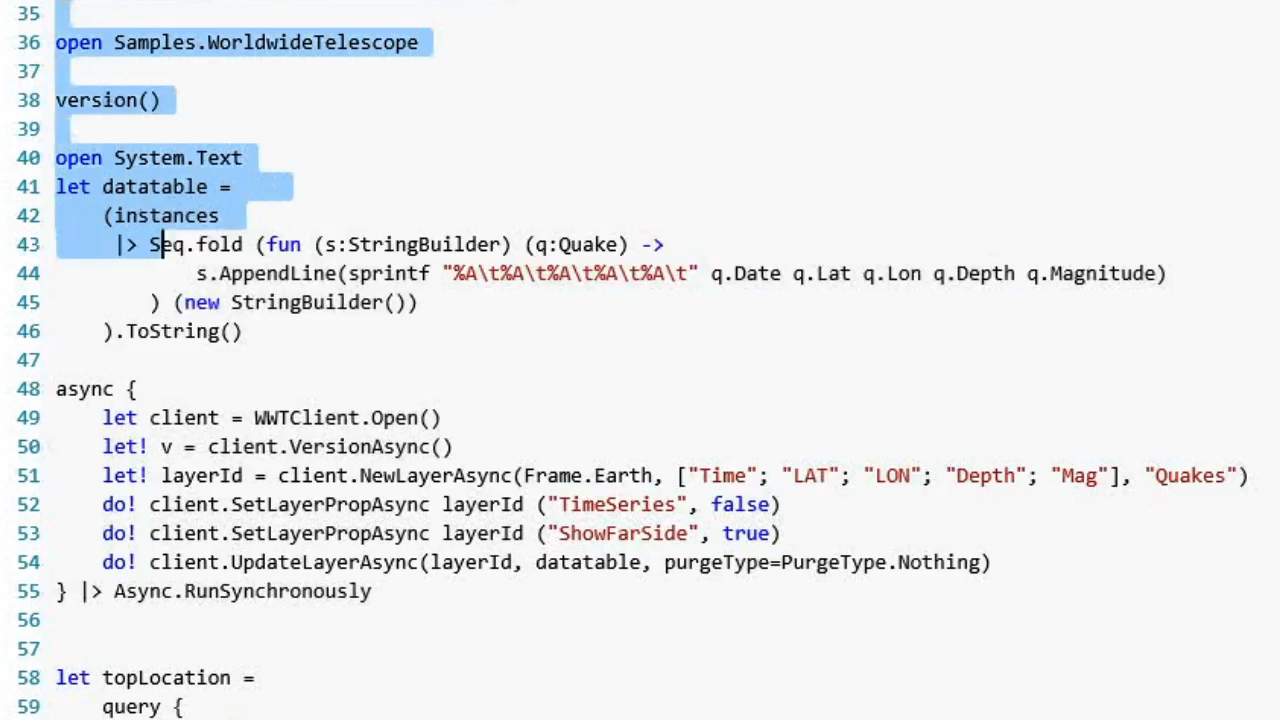 35
36 open Samples.WorldwideTelescope
37
38 version()
39
40 open System.Text
41 let datatable =
42     (instances
43      |> Seq.fold (fun (s:StringBuilder) (q:Quake) ->
44             s.AppendLine(sprintf "%A\t%A\t%A\t%A\t%A\t" q.Date q.Lat q.Lon q.Depth q.Magnitude)
45         ) (new StringBuilder())
46     ).ToString()
47
48 async {
49     let client = WWTClient.Open()
50     let! v = client.VersionAsync()
51     let! layerId = client.NewLayerAsync(Frame.Earth, ["Time"; "LAT"; "LON"; "Depth"; "Mag"], "Quakes")
52     do! client.SetLayerPropAsync layerId ("TimeSeries", false)
53     do! client.SetLayerPropAsync layerId ("ShowFarSide", true)
54     do! client.UpdateLayerAsync(layerId, datatable, purgeType=PurgeType.Nothing)
55 } |> Async.RunSynchronously
56
57
58 let topLocation =
59     query {